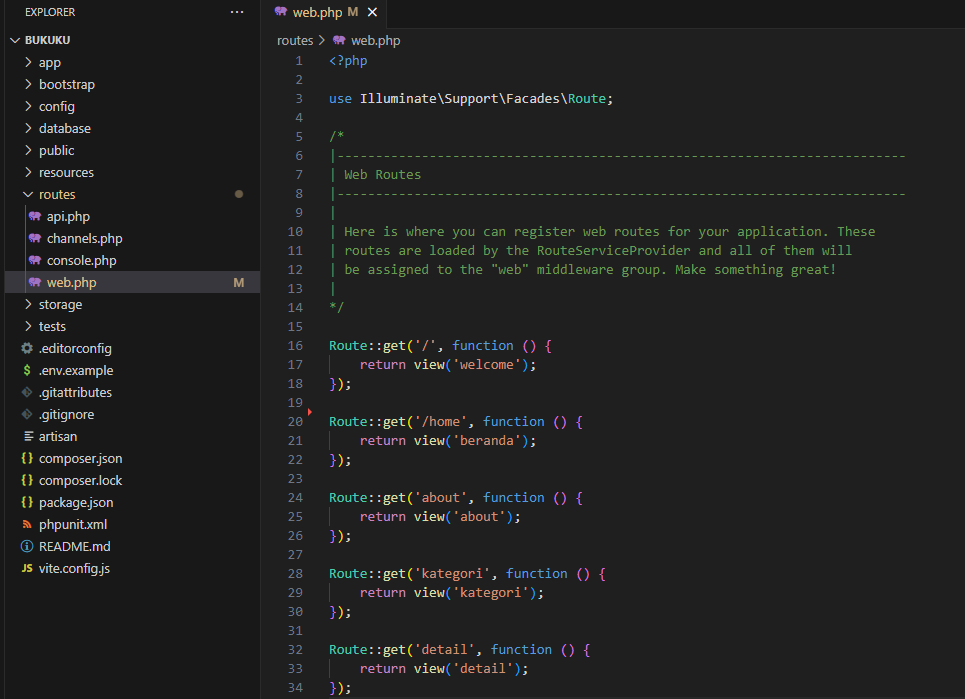 EXPLORER ...
BUKUKU
app
bootstrap
config
database
public
resources
routes
api.php
channels.php
console.php
web.php M
storage
tests
.editorconfig
$ .env.example
.gitattributes
.gitignore
artisan
{} composer.json
{} composer.lock
{} package.json
phpunit.xml
README.md
JS vite.config.js
web.php M ×
routes > web.php
1 <?php
2
3 use Illuminate\Support\Facades\Route;
4
5 /*
6 |--------------------------------------------------------------------------
7 | Web Routes
8 |--------------------------------------------------------------------------
9 |
10 | Here is where you can register web routes for your application. These
11 | routes are loaded by the RouteServiceProvider and all of them will
12 | be assigned to the "web" middleware group. Make something great!
13 |
14 */
15
16 Route::get('/', function () {
17     return view('welcome');
18 });
19
20 Route::get('/home', function () {
21     return view('beranda');
22 });
23
24 Route::get('about', function () {
25     return view('about');
26 });
27
28 Route::get('kategori', function () {
29     return view('kategori');
30 });
31
32 Route::get('detail', function () {
33     return view('detail');
34 });